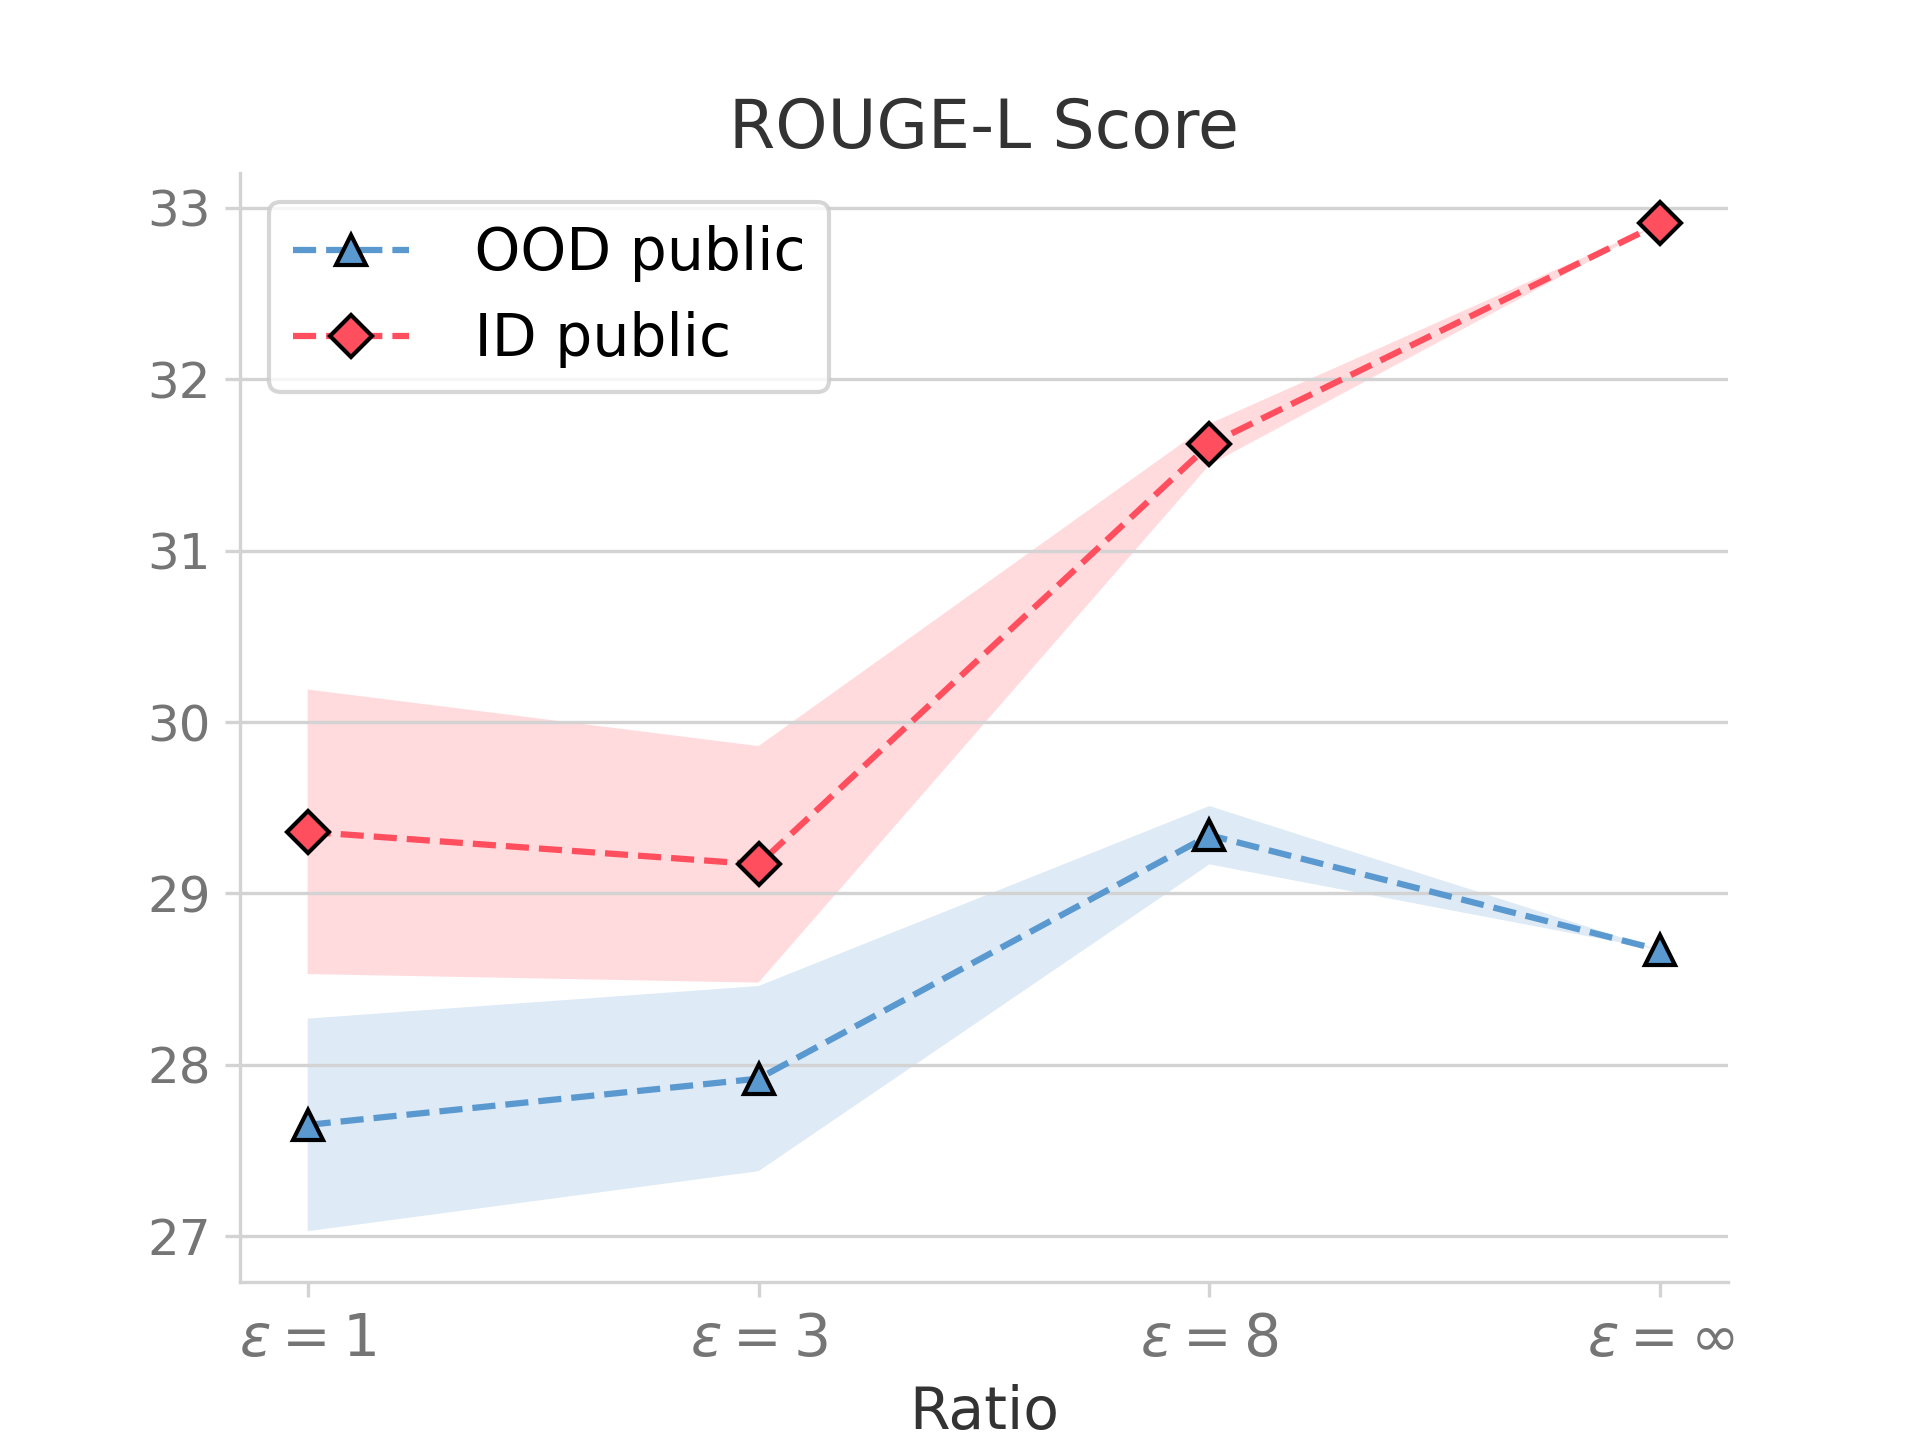 ROUGE-L Score
OOD public
ID public
33
32
31
30
29
28
27
ε = 1
ε = 3
ε = 8
ε = ∞
Ratio